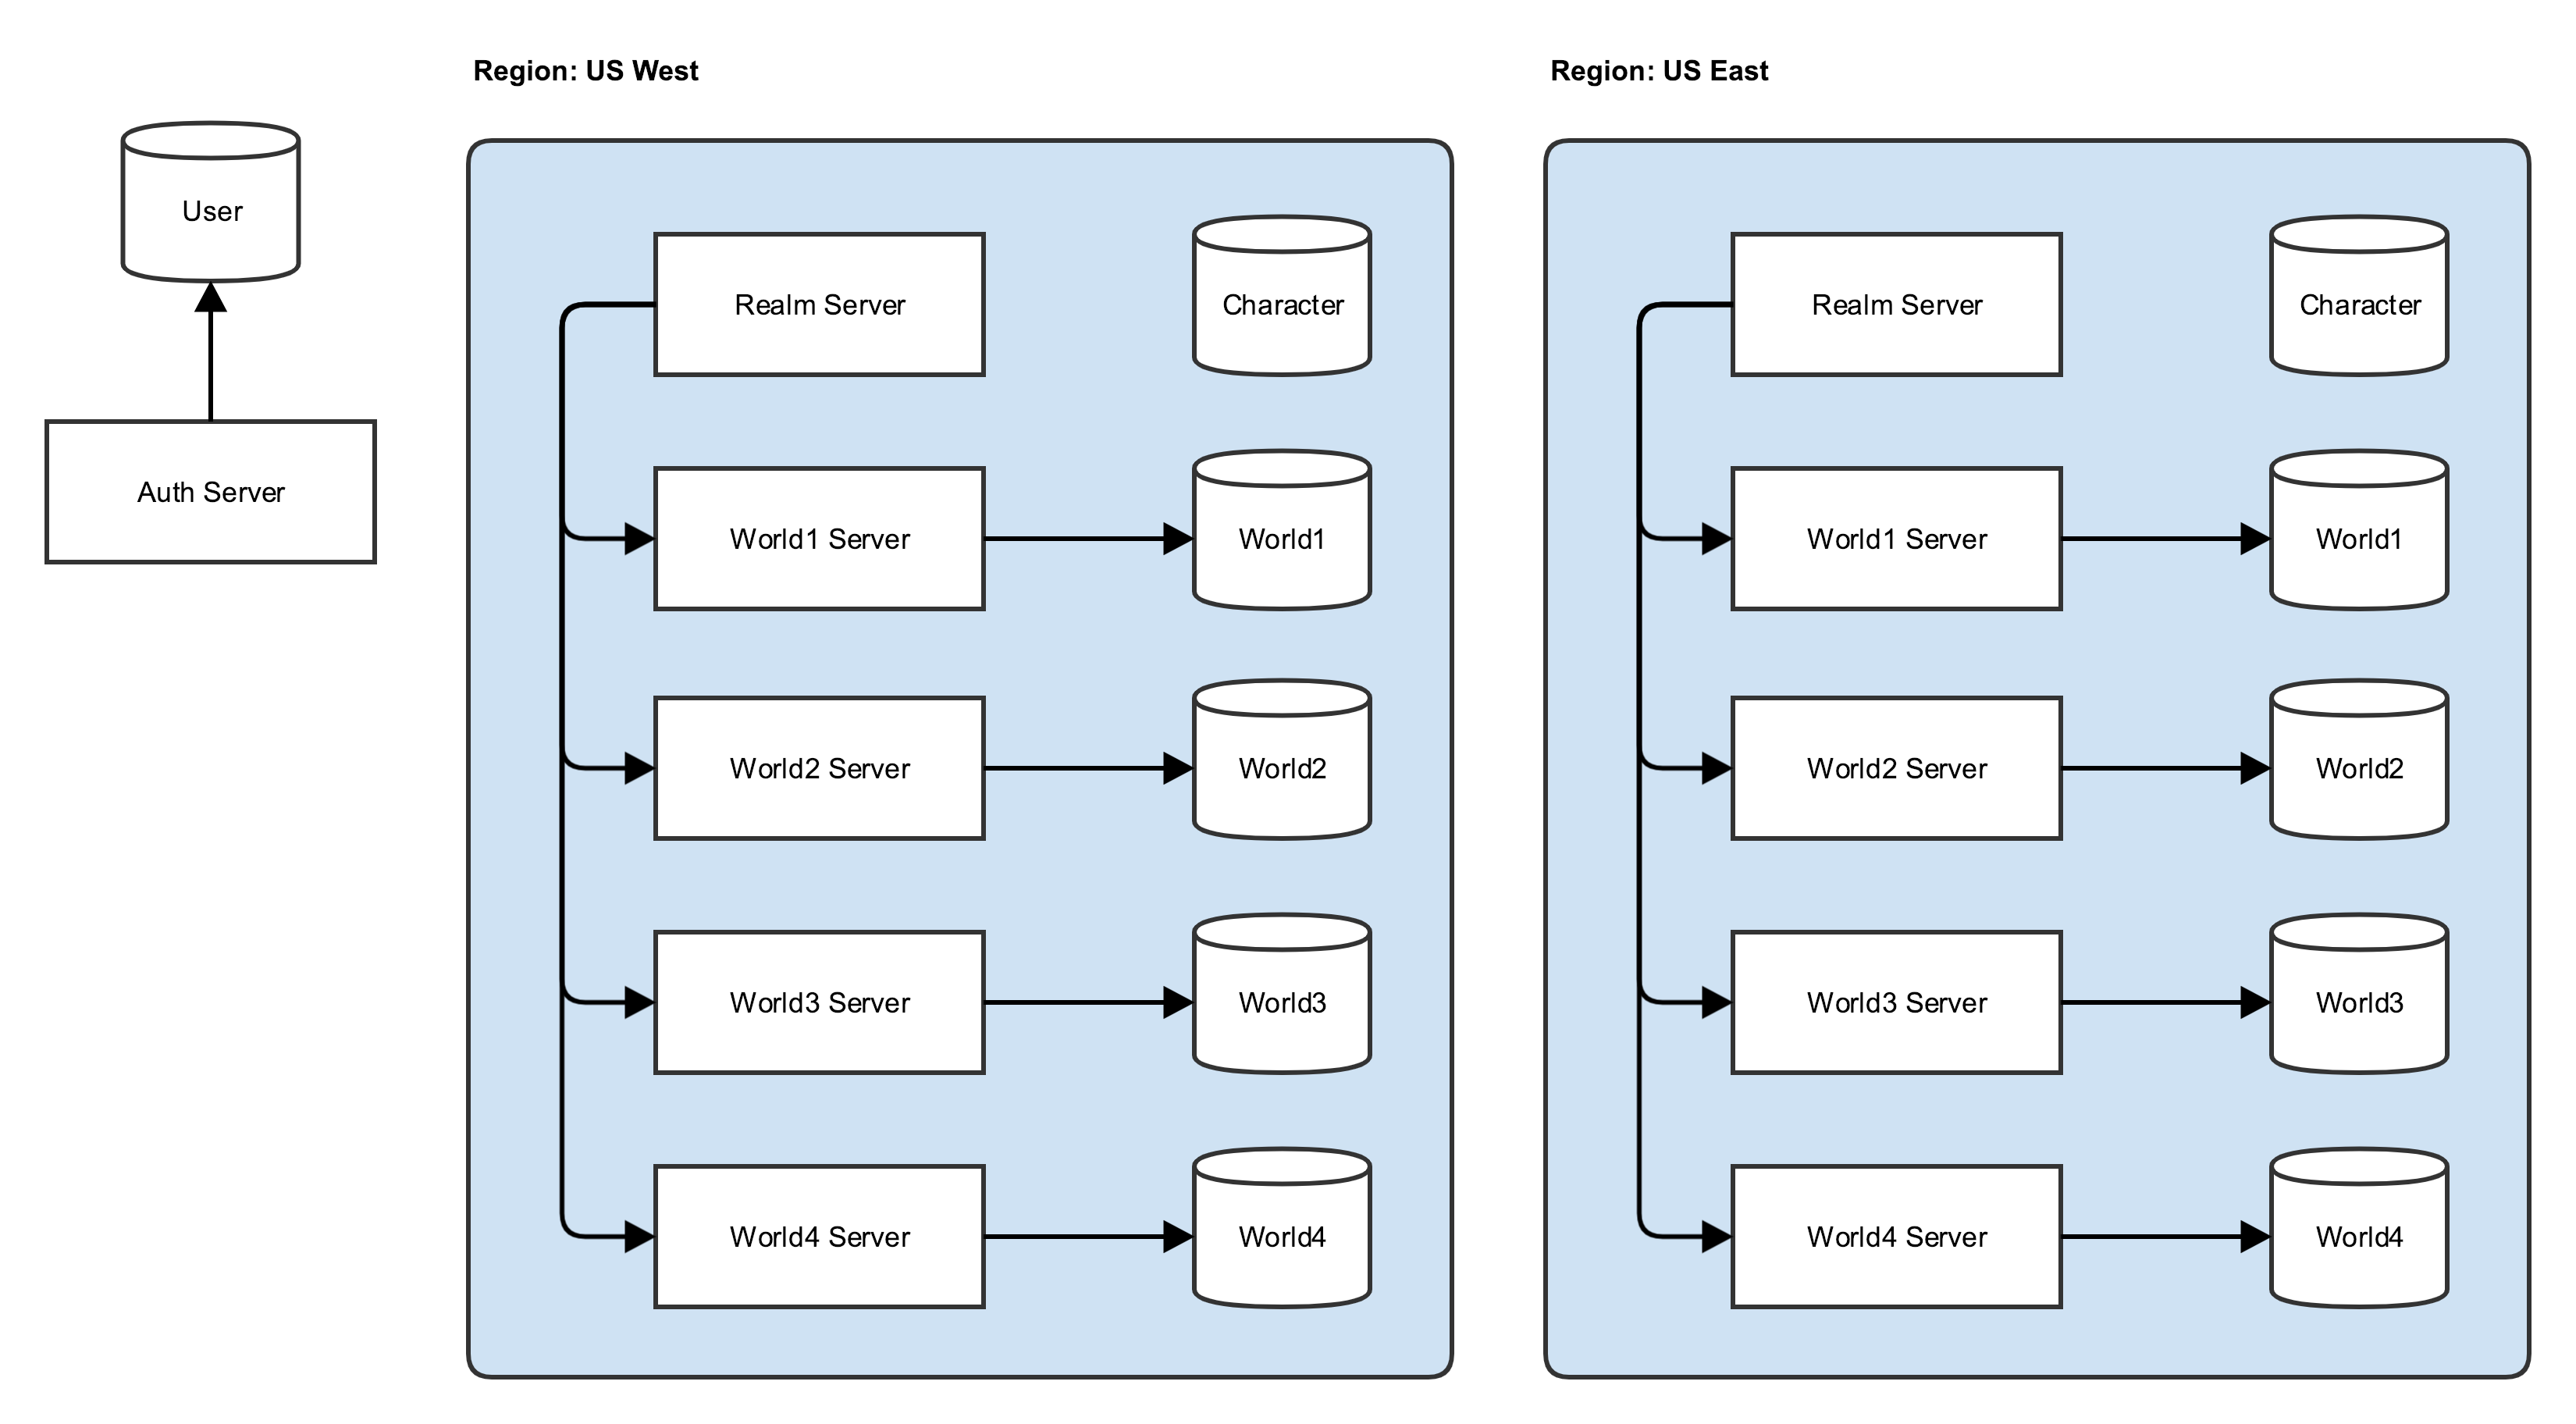 Region: US West
Region: US East
User
Auth Server
Realm Server
Character
World1 Server
World1
World2 Server
World2
World3 Server
World3
World4 Server
World4
Realm Server
Character
World1 Server
World1
World2 Server
World2
World3 Server
World3
World4 Server
World4